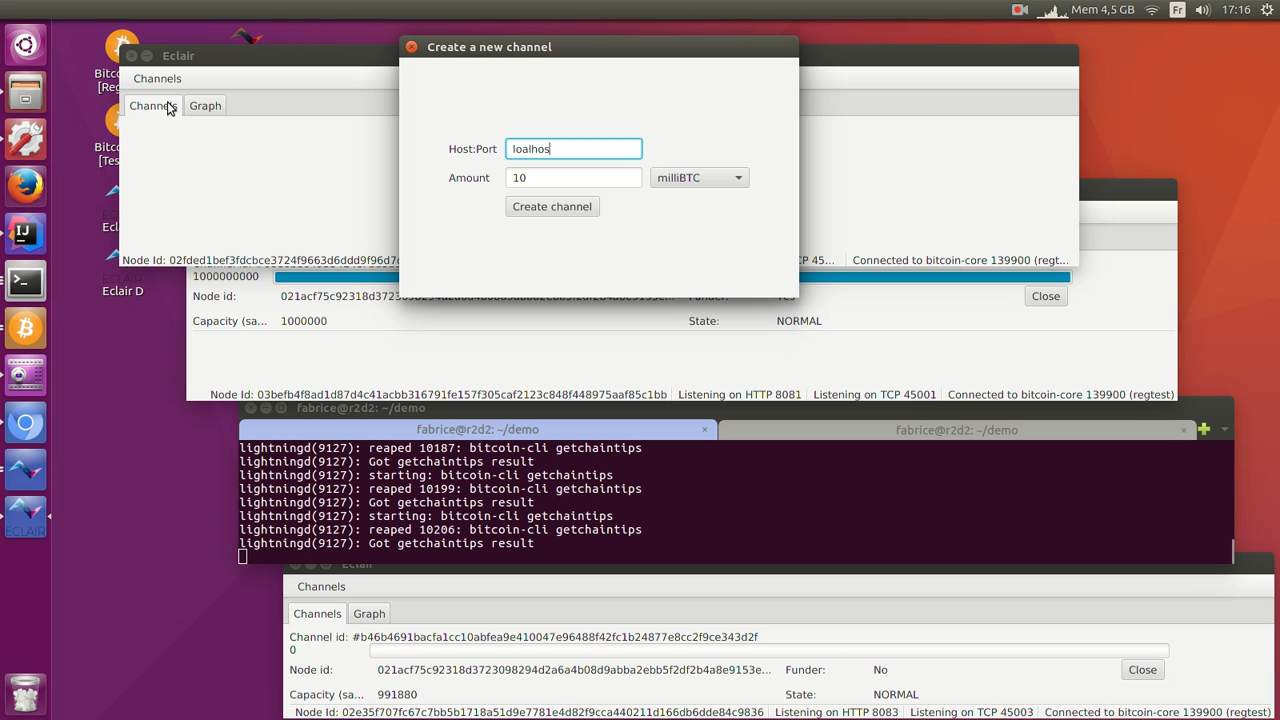 Mem 4,5 GB
Fr
17:16
Create a new channel
Eclair
Channels
Channels
Graph
Host:Port
loalhos
Amount
10
milliBTC
Create channel
Connected to bitcoin-core 139900 (regt...
1000000000
Node id:
Close
Capacity (sa...
1000000
State:
NORMAL
Node Id: 03befb4f8ad1d87d4c41acbb316791fe157f305caf2123c848f448975aaf85c1bb
Listening on HTTP 8081
Listening on TCP 45001
Connected to bitcoin-core 139900 (regtest)
Eclair D
ECLAIR
fabrice@r2d2: ~/demo
fabrice@r2d2: ~/demo
fabrice@r2d2: ~/demo
lightningd(9127): reaped 10187: bitcoin-cli getchaintips
lightningd(9127): Got getchaintips result
lightningd(9127): starting: bitcoin-cli getchaintips
lightningd(9127): reaped 10199: bitcoin-cli getchaintips
lightningd(9127): Got getchaintips result
lightningd(9127): starting: bitcoin-cli getchaintips
lightningd(9127): reaped 10206: bitcoin-cli getchaintips
lightningd(9127): Got getchaintips result
Channels
Channels
Graph
Channel id: #b46b4691bacfa1cc10abfea9e410047e96488f42fc1b24877e8cc2f9ce343d2f
0
Node id:
021acf75c92318d3723098294d2a6a4b08d9abba2ebb5f2df2b4a8e9153e...
Funder:
No
Close
Capacity (sa...
991880
State:
NORMAL
Node Id: 02e35f707fc67c7bb5b1718a51d9e7781e4d82f9cca440211d166db6dde84c9836
Listening on HTTP 8083
Listening on TCP 45003
Connected to bitcoin-core 139900 (regtest)